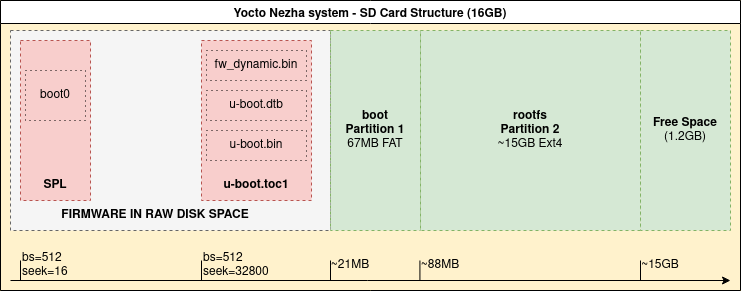 Yocto Nezha system - SD Card Structure (16GB)
boot0
SPL
fw_dynamic.bin
u-boot.dtb
u-boot.bin
u-boot.toc1
FIRMWARE IN RAW DISK SPACE
boot
Partition 1
67MB FAT
rootfs
Partition 2
~15GB Ext4
Free Space
(1.2GB)
bs=512
seek=16
bs=512
seek=32800
~21MB
~88MB
~15GB